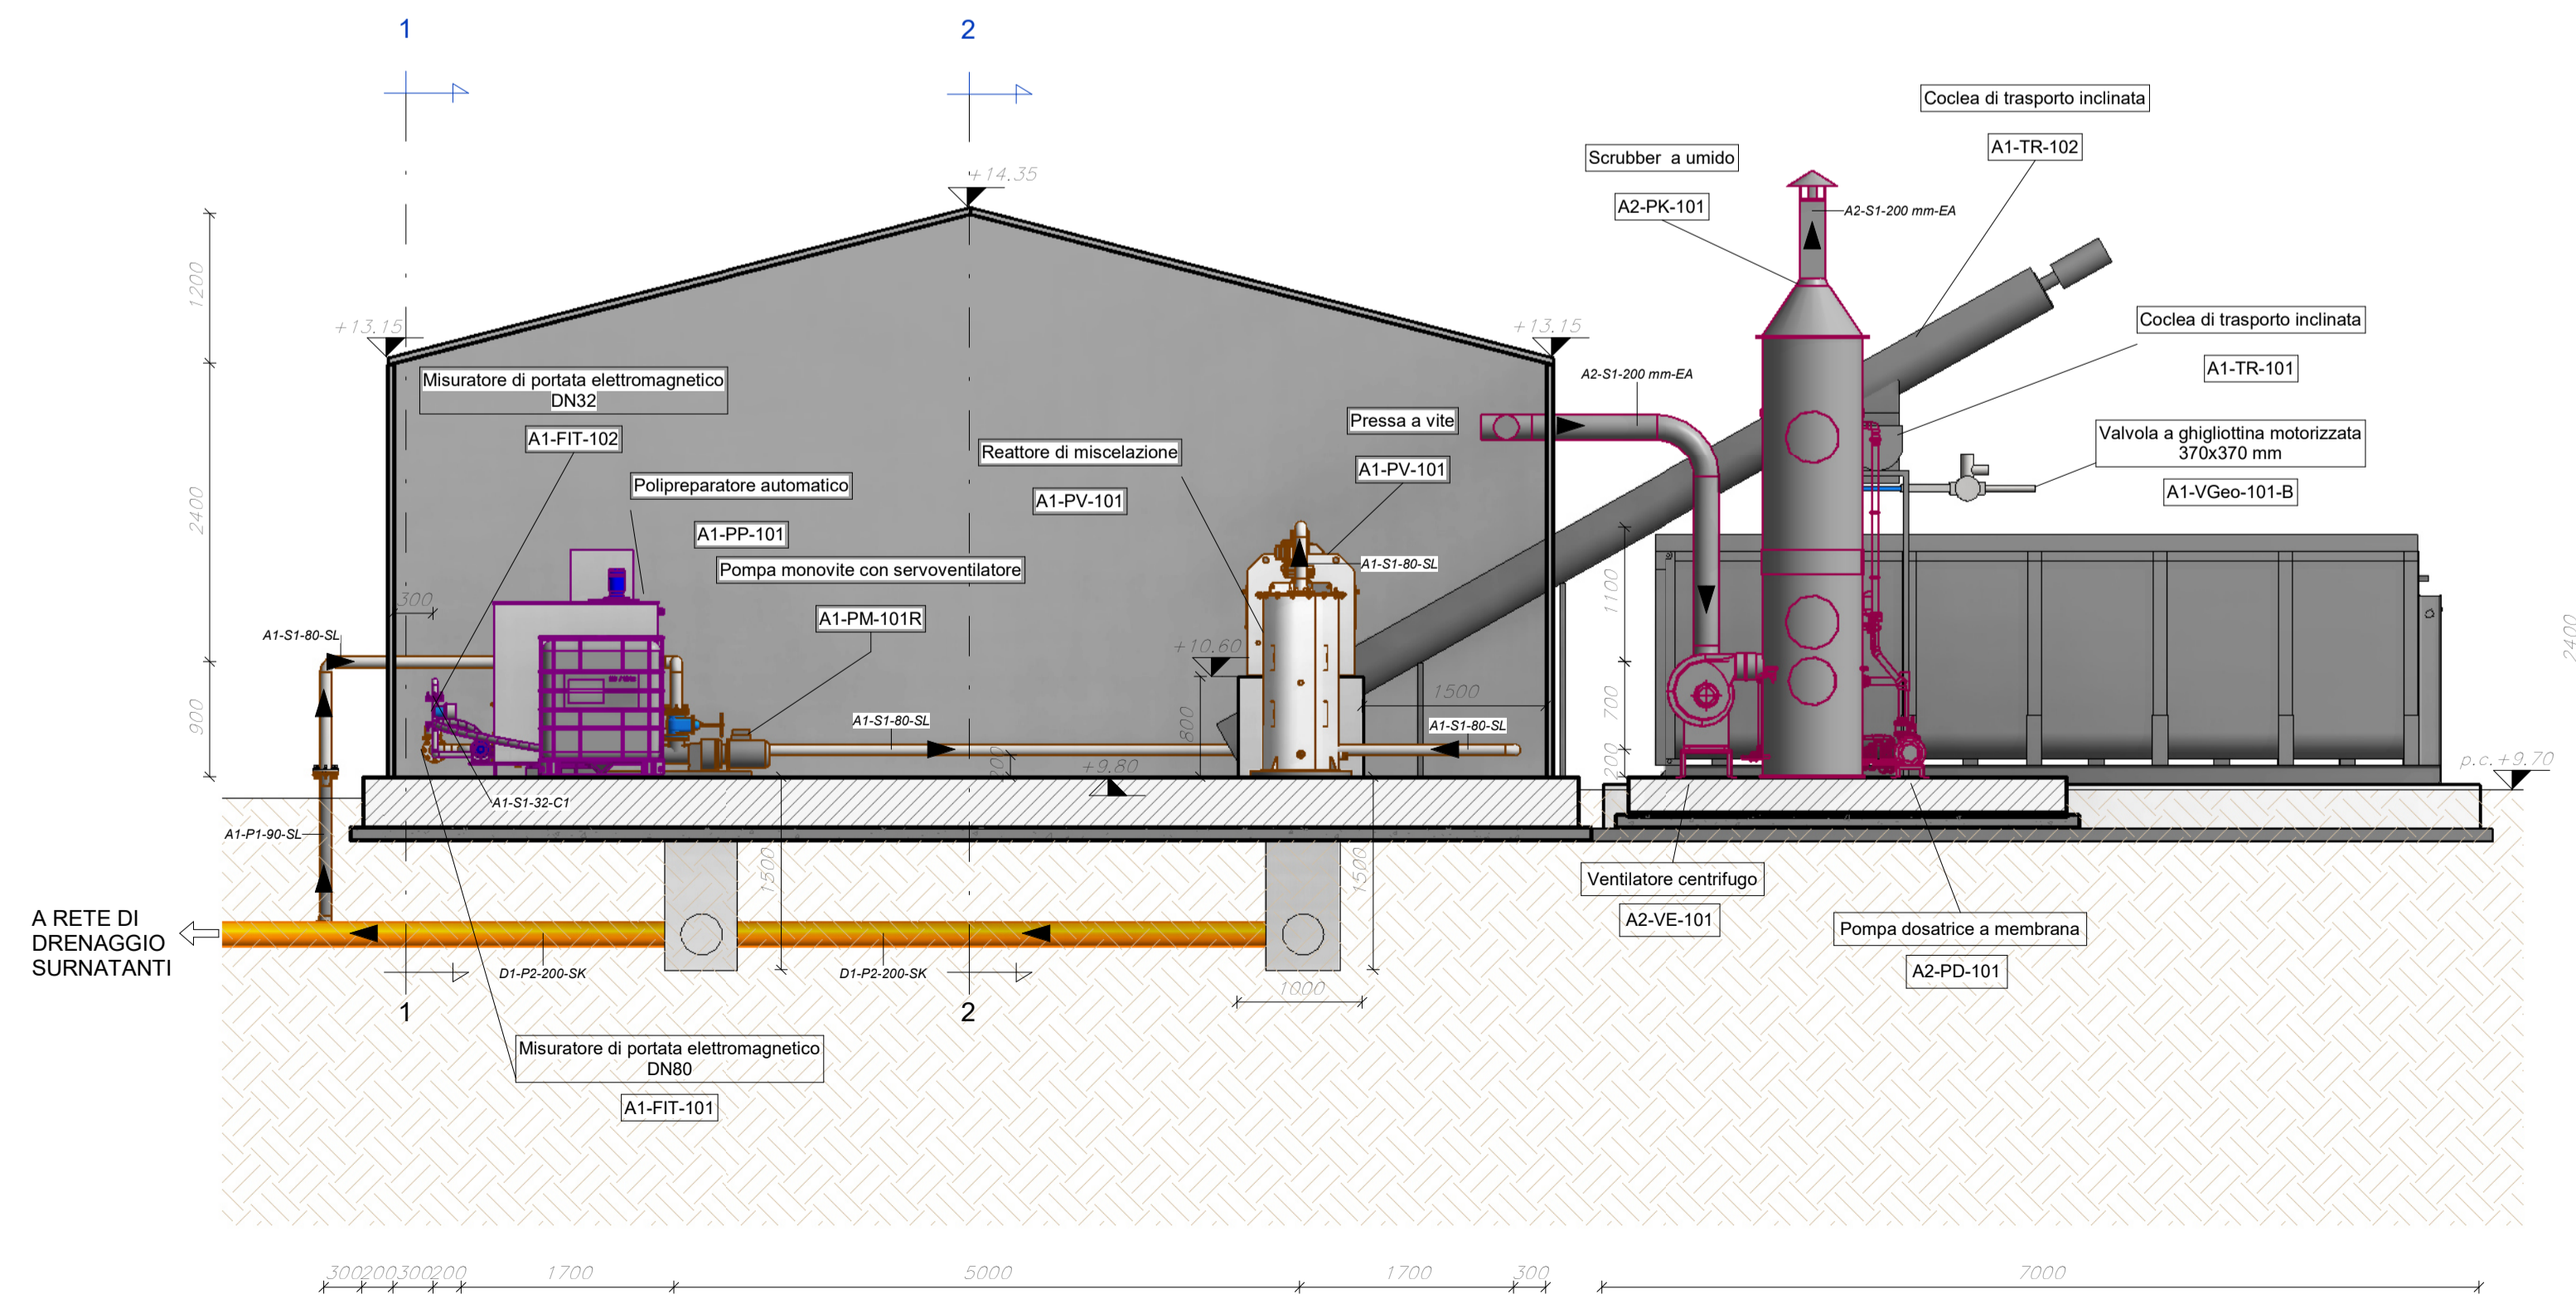 1
2
Coclea di trasporto inclinata
A1-TR-102
Scrubber a umido
A2-PK-101
A2-S1-200 mm-EA
+14.35
+13.15
+13.15
1200
2400
900
Coclea di trasporto inclinata
A1-TR-101
Misuratore di portata elettromagnetico
DN32
A1-FIT-102
A2-S1-200 mm-EA
Pressa a vite
A1-PV-101
Reattore di miscelazione
A1-PV-101
Valvola a ghigliottina motorizzata
370x370 mm
A1-VGeo-101-B
Polipreparatore automatico
A1-PP-101
Pompa monovite con servoventilatore
A1-PM-101R
A1-S1-80-SL
300
A1-S1-80-SL
+10.60
1100
700
200
2400
1500
800
A1-S1-80-SL
A1-S1-80-SL
+9.80
p.c.+9.70
A1-S1-32-C1
A1-P1-90-SL
1500
1500
Ventilatore centrifugo
A2-VE-101
Pompa dosatrice a membrana
A2-PD-101
A RETE DI
DRENAGGIO
SURNATANTI
D1-P2-200-SK
D1-P2-200-SK
1000
1
2
Misuratore di portata elettromagnetico
DN80
A1-FIT-101
300
200
300
200
1700
5000
1700
300
7000